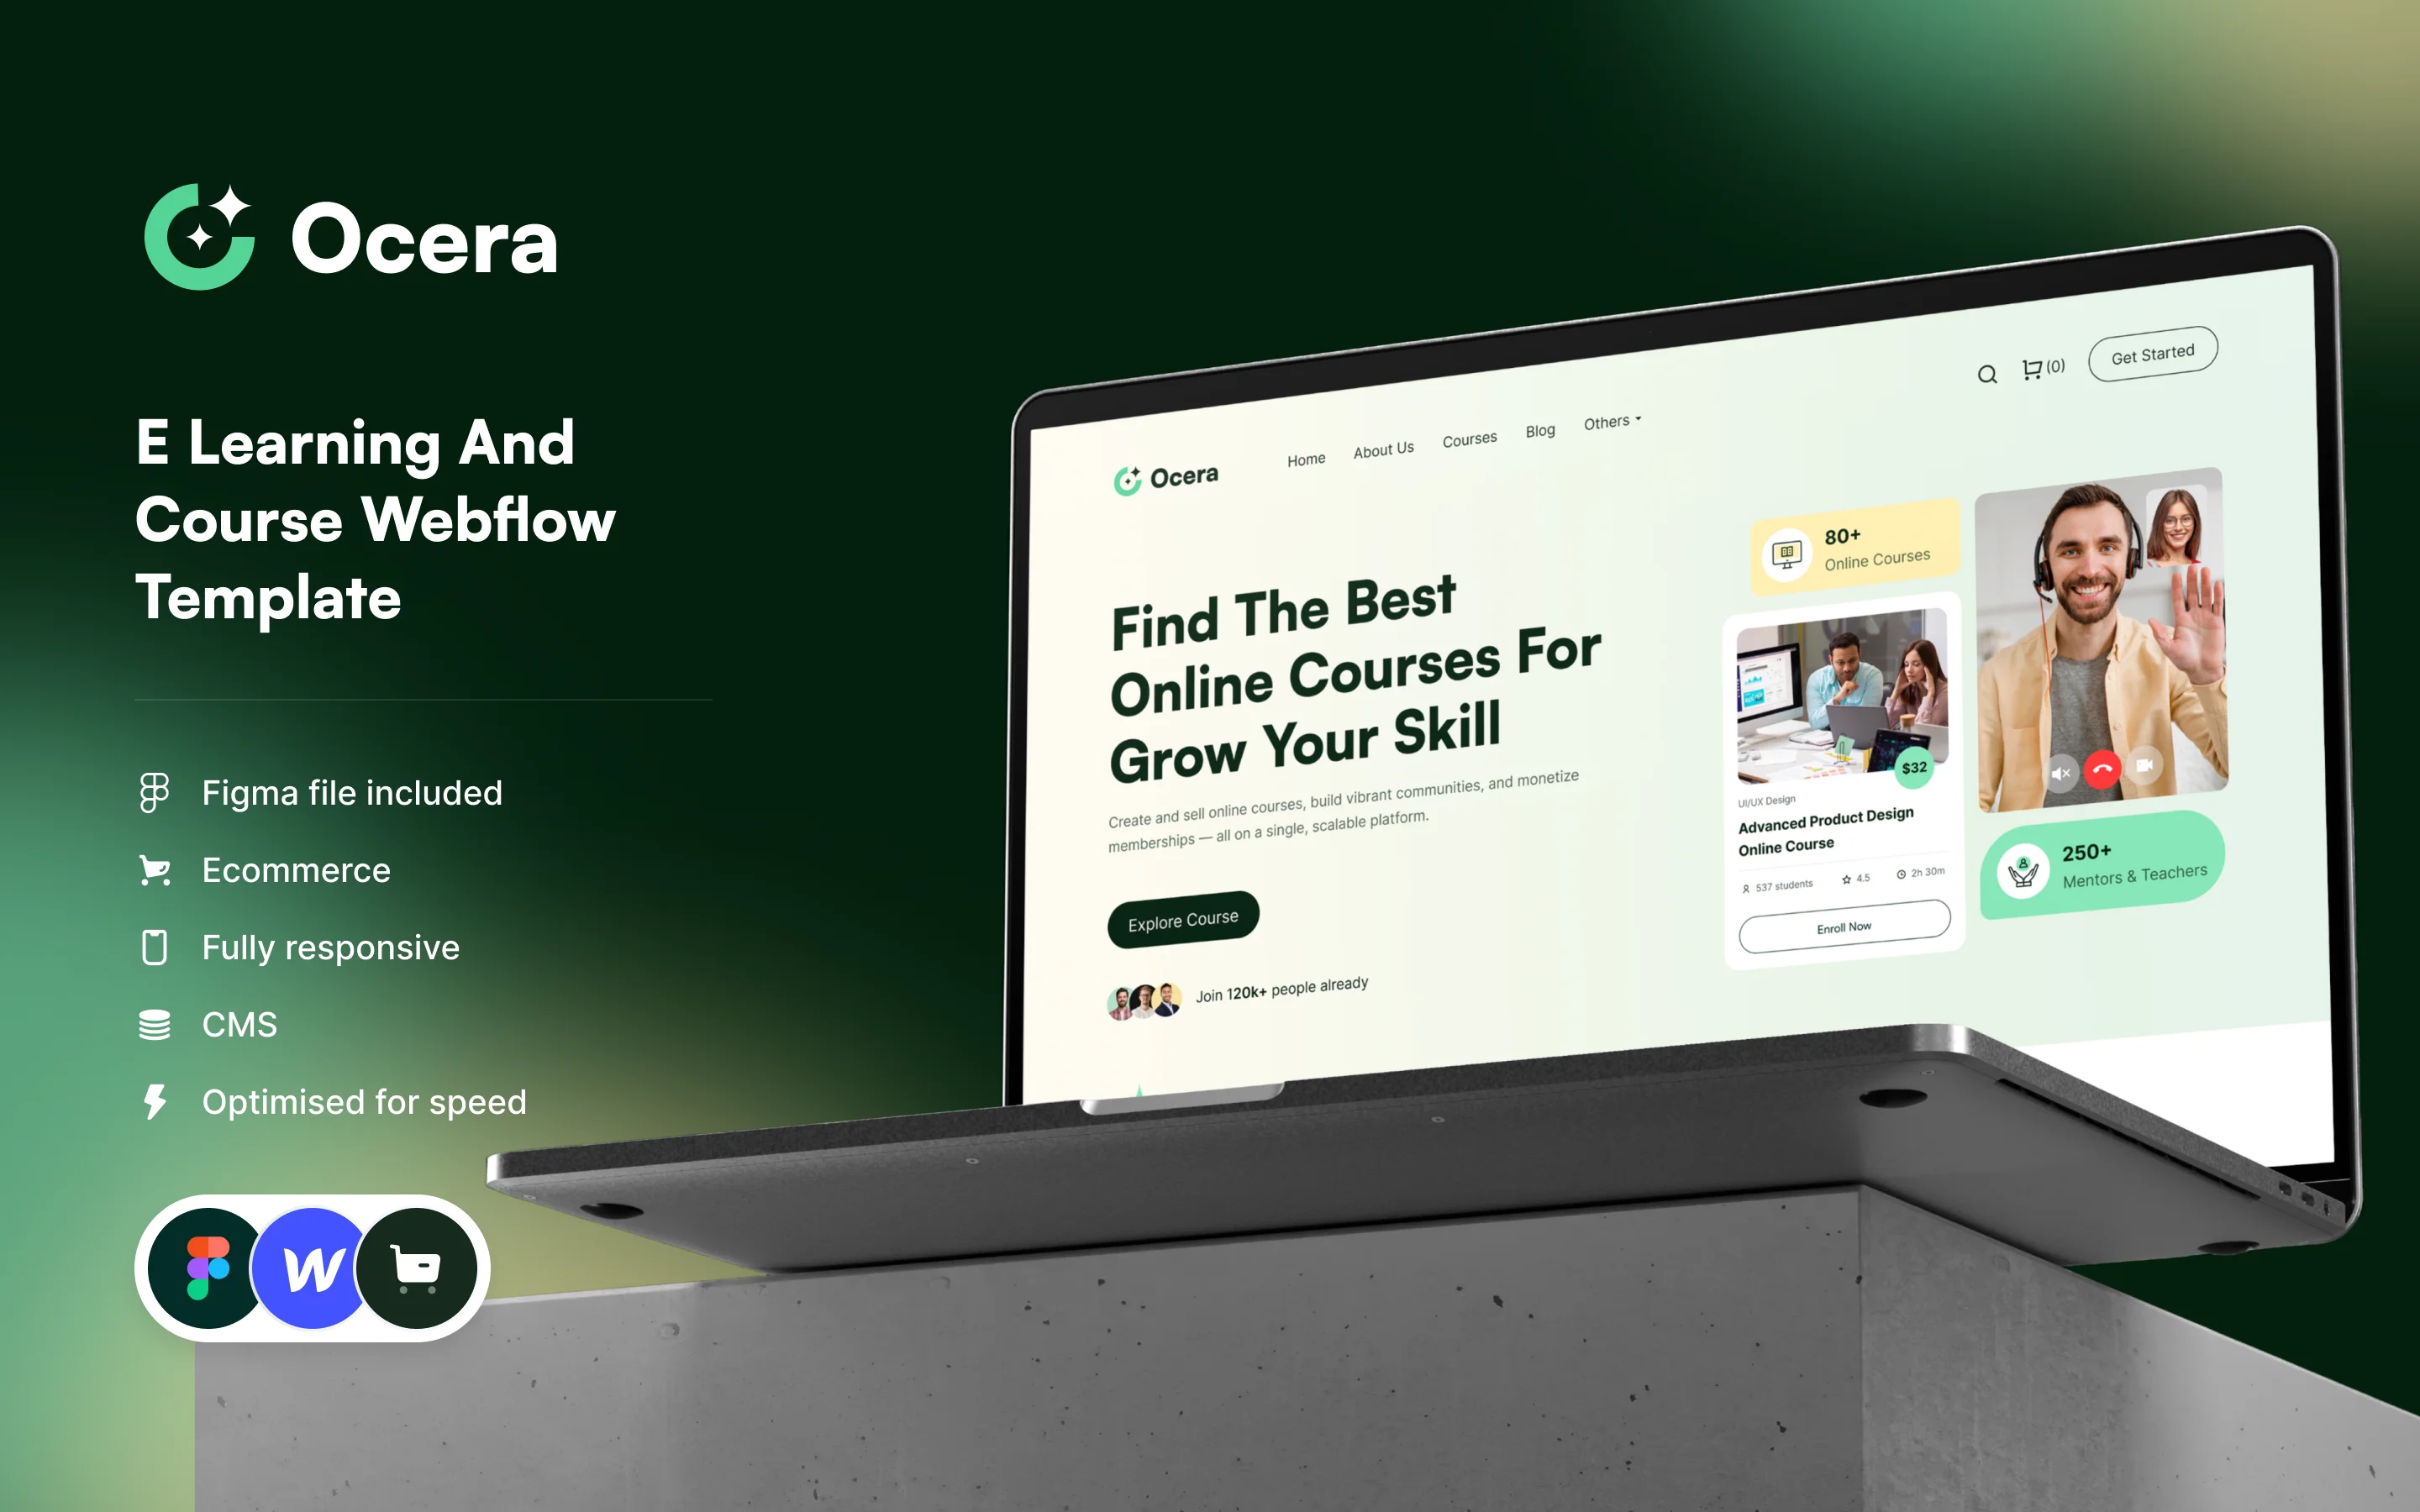 Ocera
E Learning And
Course Webflow
Template
Figma file included
Ecommerce
Fully responsive
CMS
Optimised for speed
Ocera
Home
About Us
Courses
Blog
Others
(0)
Get Started
Find The Best
Online Courses For
Grow Your Skill
Create and sell online courses, build vibrant communities, and monetize
memberships — all on a single, scalable platform.
Explore Course
Join 120k+ people already
80+
Online Courses
$32
UI/UX Design
Advanced Product Design
Online Course
537 students
4.5
2h 30m
Enroll Now
250+
Mentors & Teachers